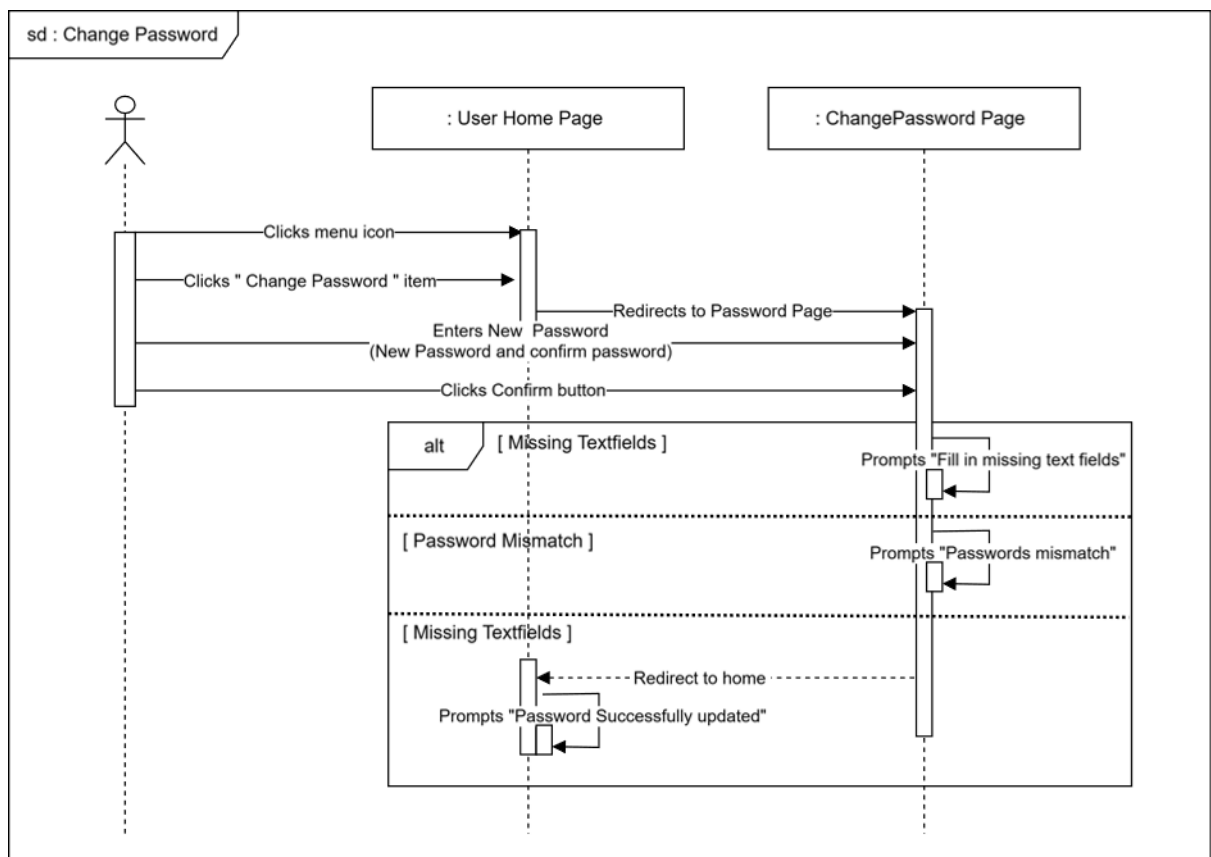 sd : Change Password
: User Home Page
: ChangePassword Page
Clicks menu icon
Clicks " Change Password " item
Redirects to Password Page
Enters New Password
(New Password and confirm password)
Clicks Confirm button
alt
[ Missing Textfields ]
Prompts "Fill in missing text fields"
[ Password Mismatch ]
Prompts "Passwords mismatch"
[ Missing Textfields ]
Redirect to home
Prompts "Password Successfully updated"